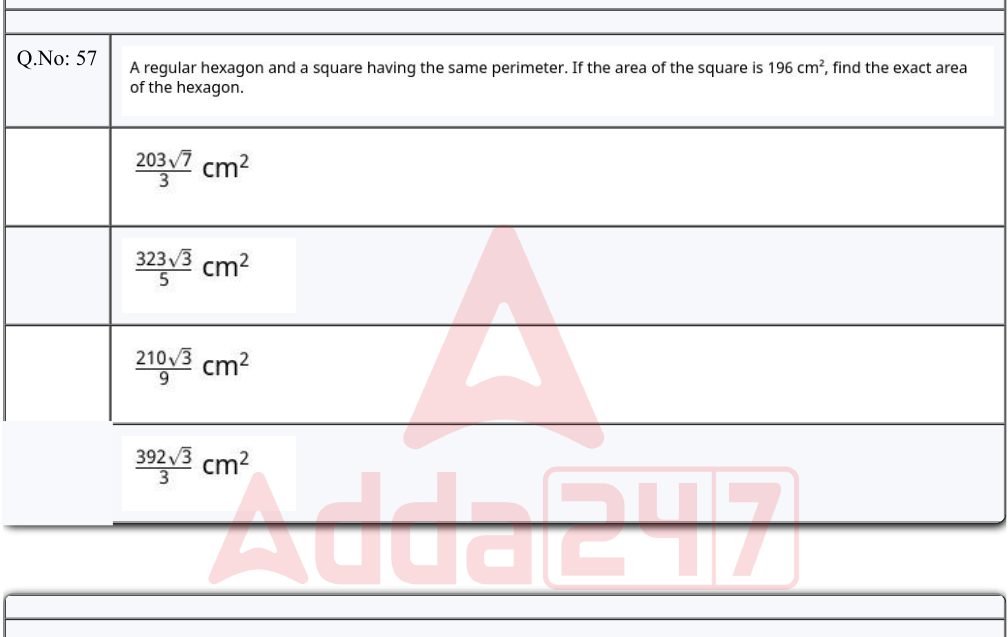 Q.No: 57
A regular hexagon and a square having the same perimeter. If the area of the square is 196 cm², find the exact area
of the hexagon.
203√7/3 cm²
323√3/5 cm²
210√3/9 cm²
392√3/3 cm²
Adda247